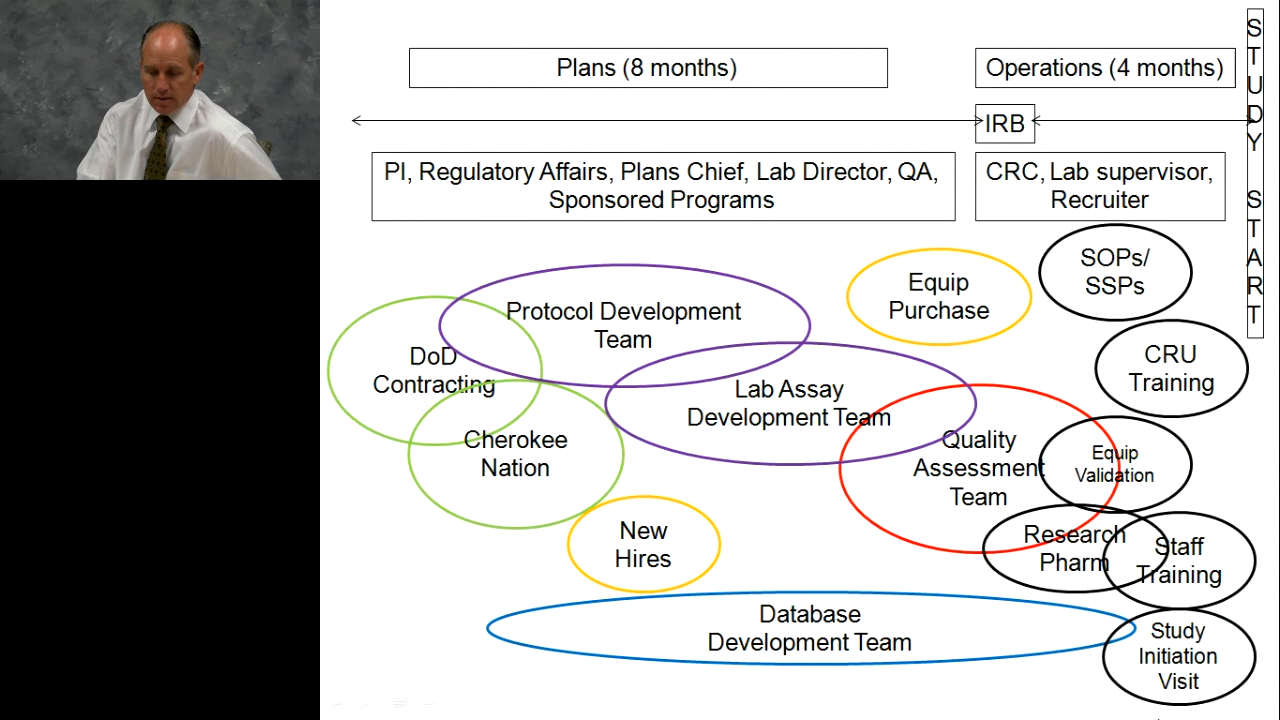 Plans (8 months)
Operations (4 months)
IRB
STUDY START
PI, Regulatory Affairs, Plans Chief, Lab Director, QA,
Sponsored Programs
CRC, Lab supervisor,
Recruiter
SOPs/
SSPs
Equip
Purchase
Protocol Development
Team
DoD
Contracting
CRU
Training
Lab Assay
Development Team
Cherokee
Nation
Quality
Assessment
Team
Equip
Validation
New
Hires
Research
Pharm
Staff
Training
Database
Development Team
Study
Initiation
Visit